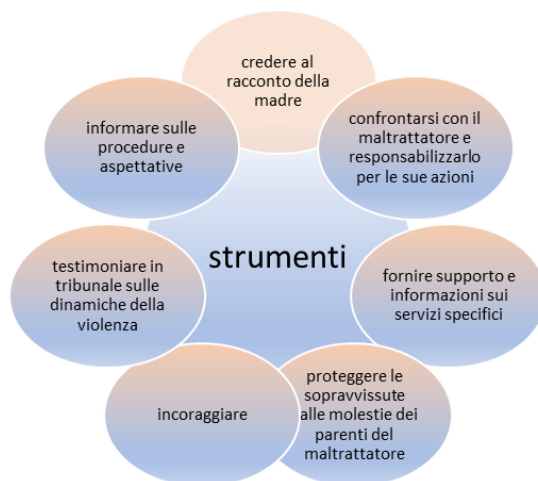 credere al
racconto della
madre
confrontarsi con il
maltrattatore e
responsabilizzarlo
per le sue azioni
fornire supporto e
informazioni sui
servizi specifici
proteggere le
sopravvissute
alle molestie dei
parenti del
maltrattatore
incoraggiare
testimoniare in
tribunale sulle
dinamiche della
violenza
informare sulle
procedure e
aspettative
strumenti